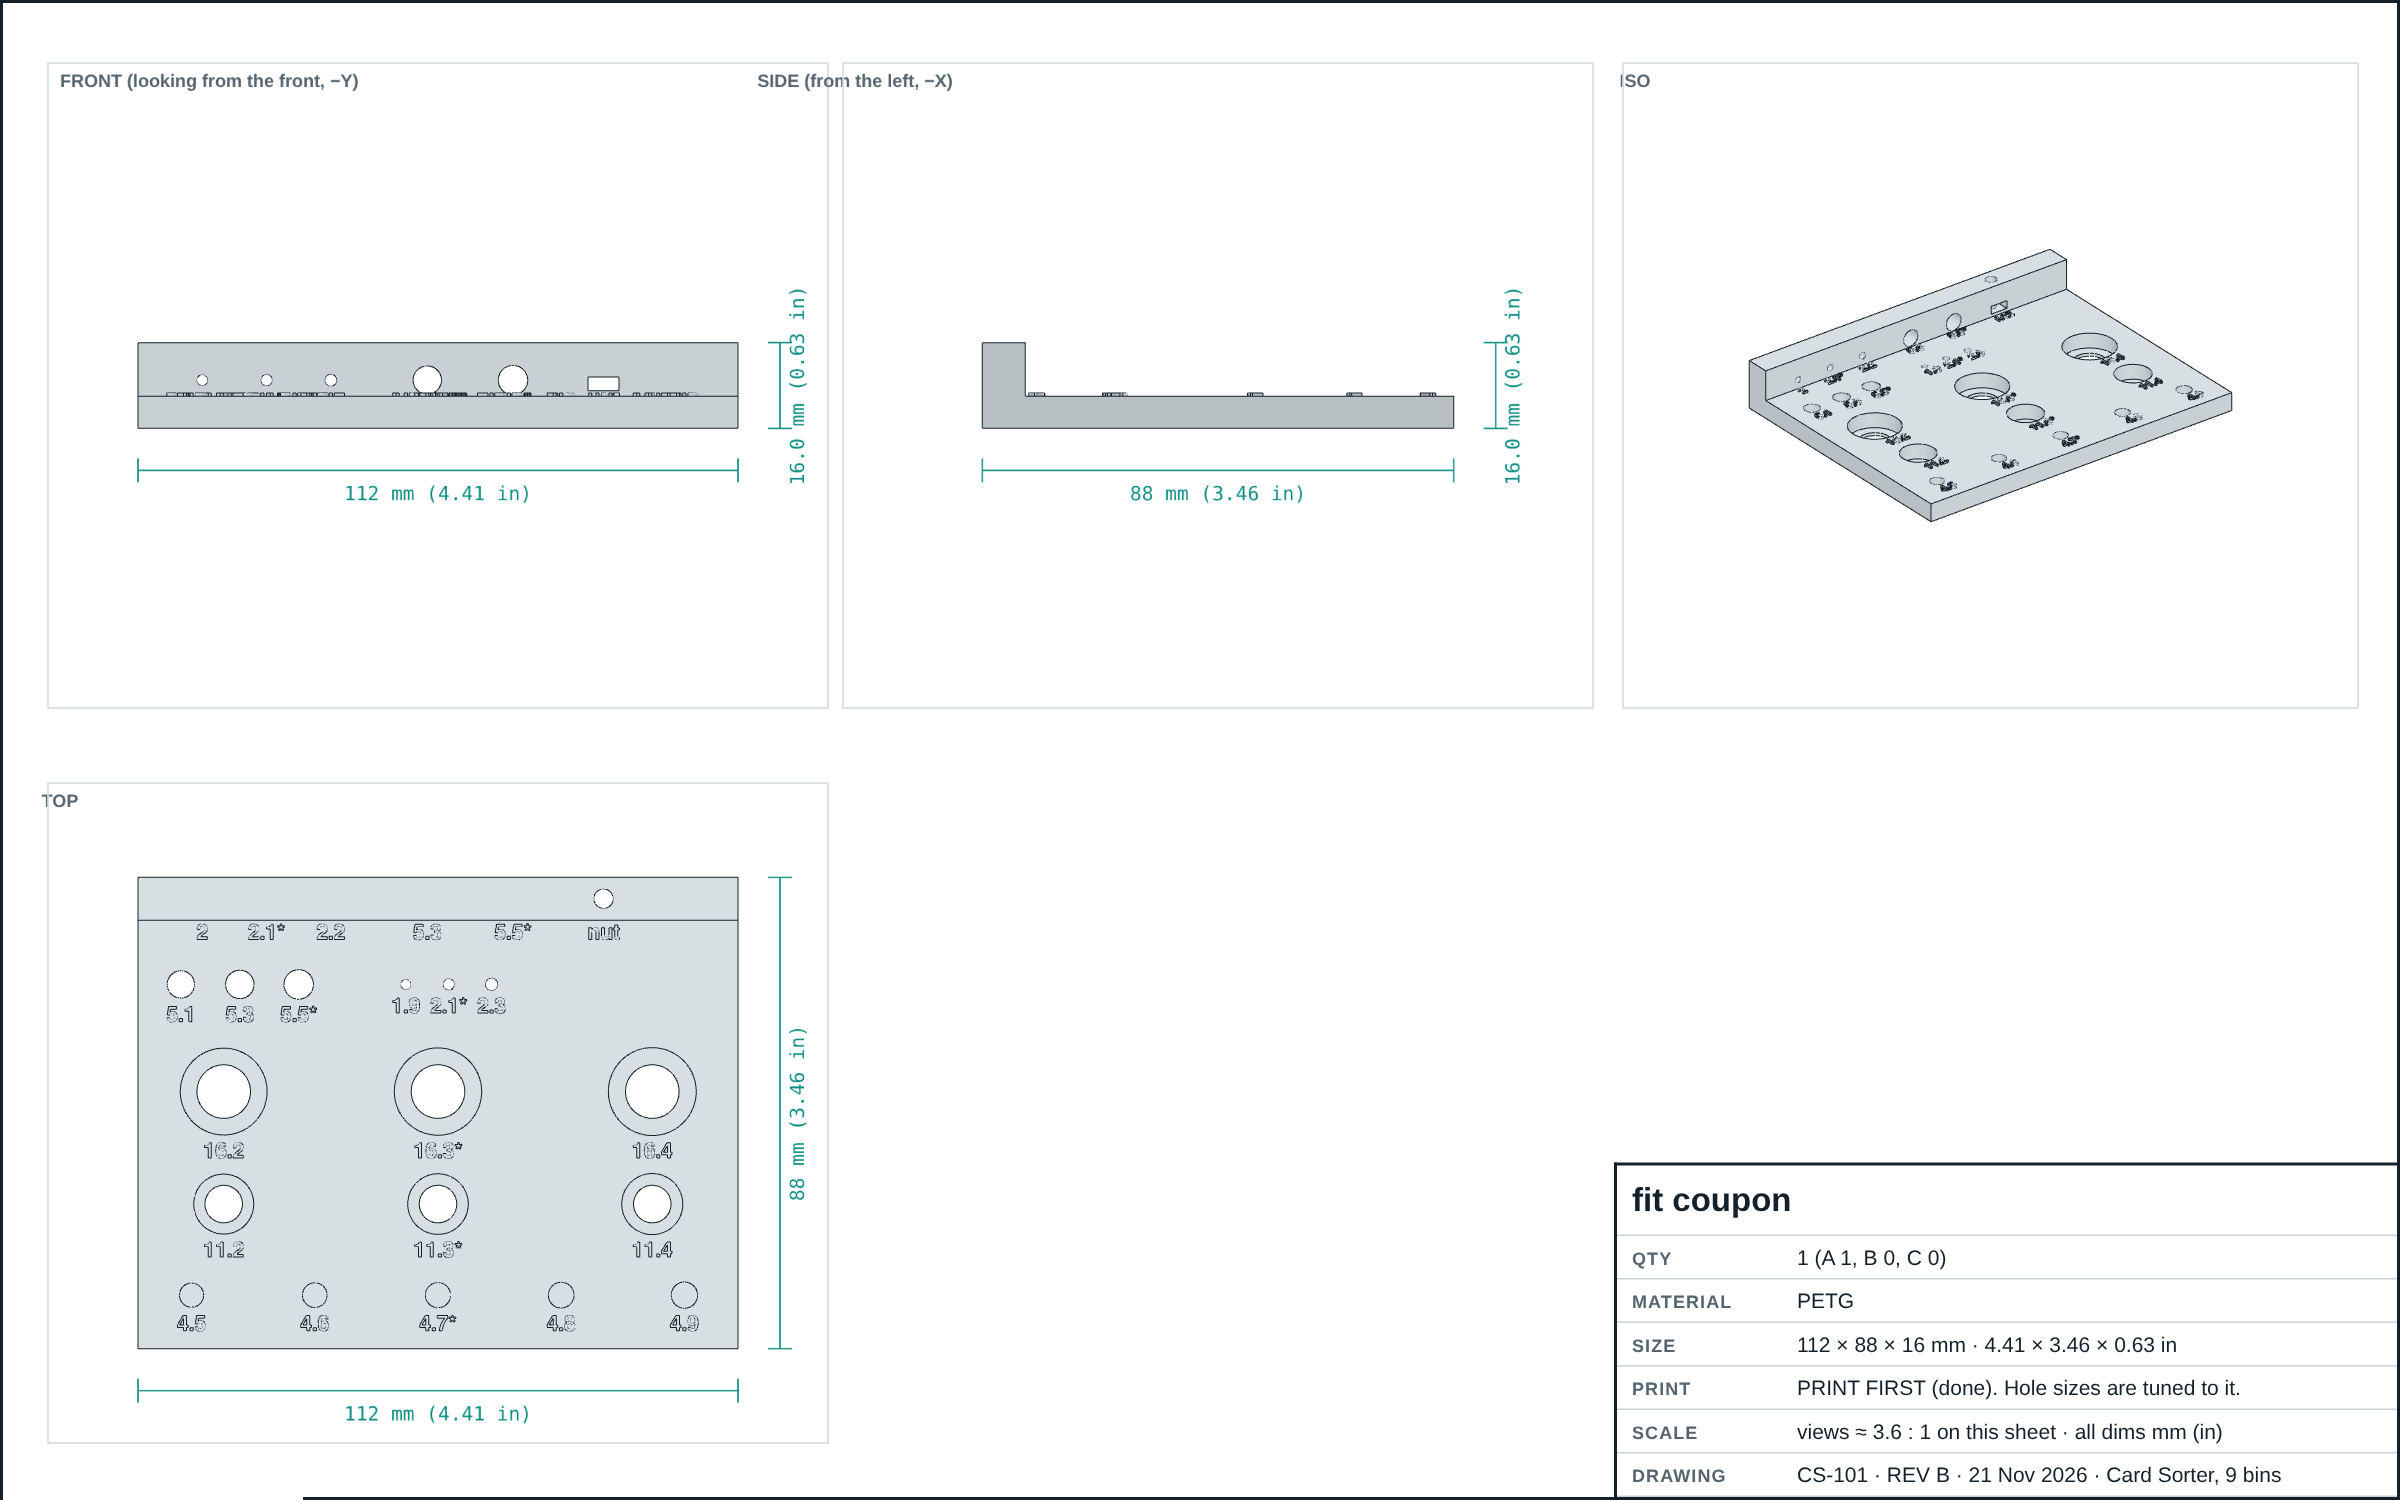 FRONT (looking from the front, −Y)
SIDE (from the left, −X)
ISO
16.0 mm (0.63 in)
112 mm (4.41 in)
16.0 mm (0.63 in)
88 mm (3.46 in)
TOP
2 2.1* 2.2 5.3 5.5* nut
5.1 5.3 5.5* 1.9 2.1* 2.3
16.2 16.3* 16.4
11.2 11.3* 11.4
4.5 4.6 4.7* 4.8 4.9
88 mm (3.46 in)
112 mm (4.41 in)
fit coupon
QTY 1 (A 1, B 0, C 0)
MATERIAL PETG
SIZE 112 × 88 × 16 mm · 4.41 × 3.46 × 0.63 in
PRINT PRINT FIRST (done). Hole sizes are tuned to it.
SCALE views ≈ 3.6 : 1 on this sheet · all dims mm (in)
DRAWING CS-101 · REV B · 21 Nov 2026 · Card Sorter, 9 bins